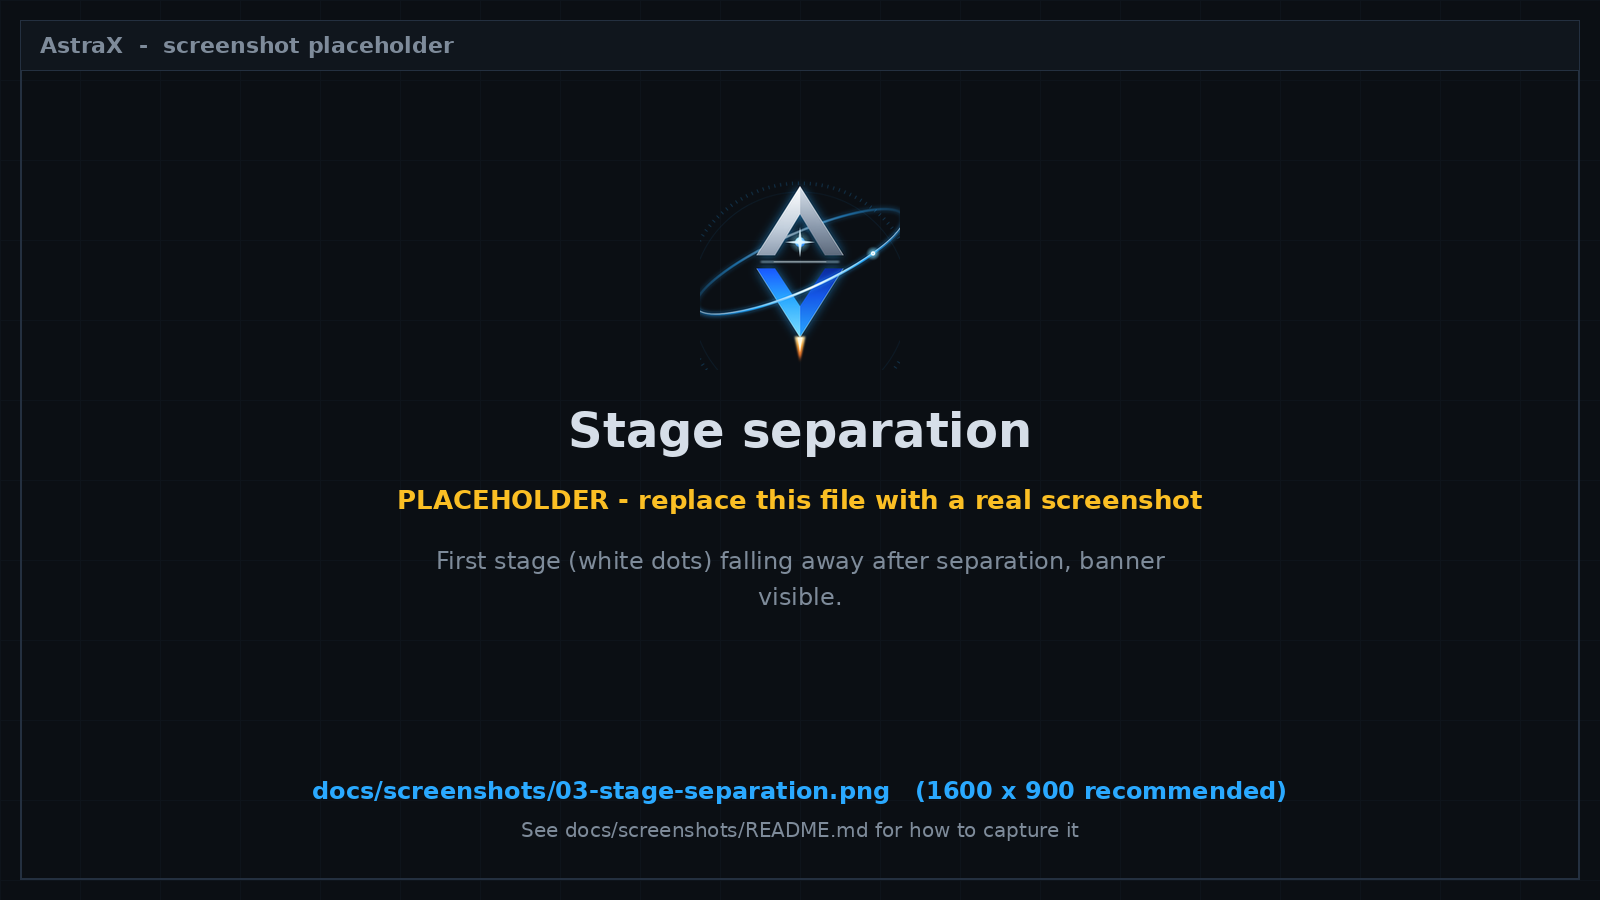 AstraX - screenshot placeholder
Stage separation
PLACEHOLDER - replace this file with a real screenshot
First stage (white dots) falling away after separation, banner
visible.
docs/screenshots/03-stage-separation.png (1600 x 900 recommended)
See docs/screenshots/README.md for how to capture it